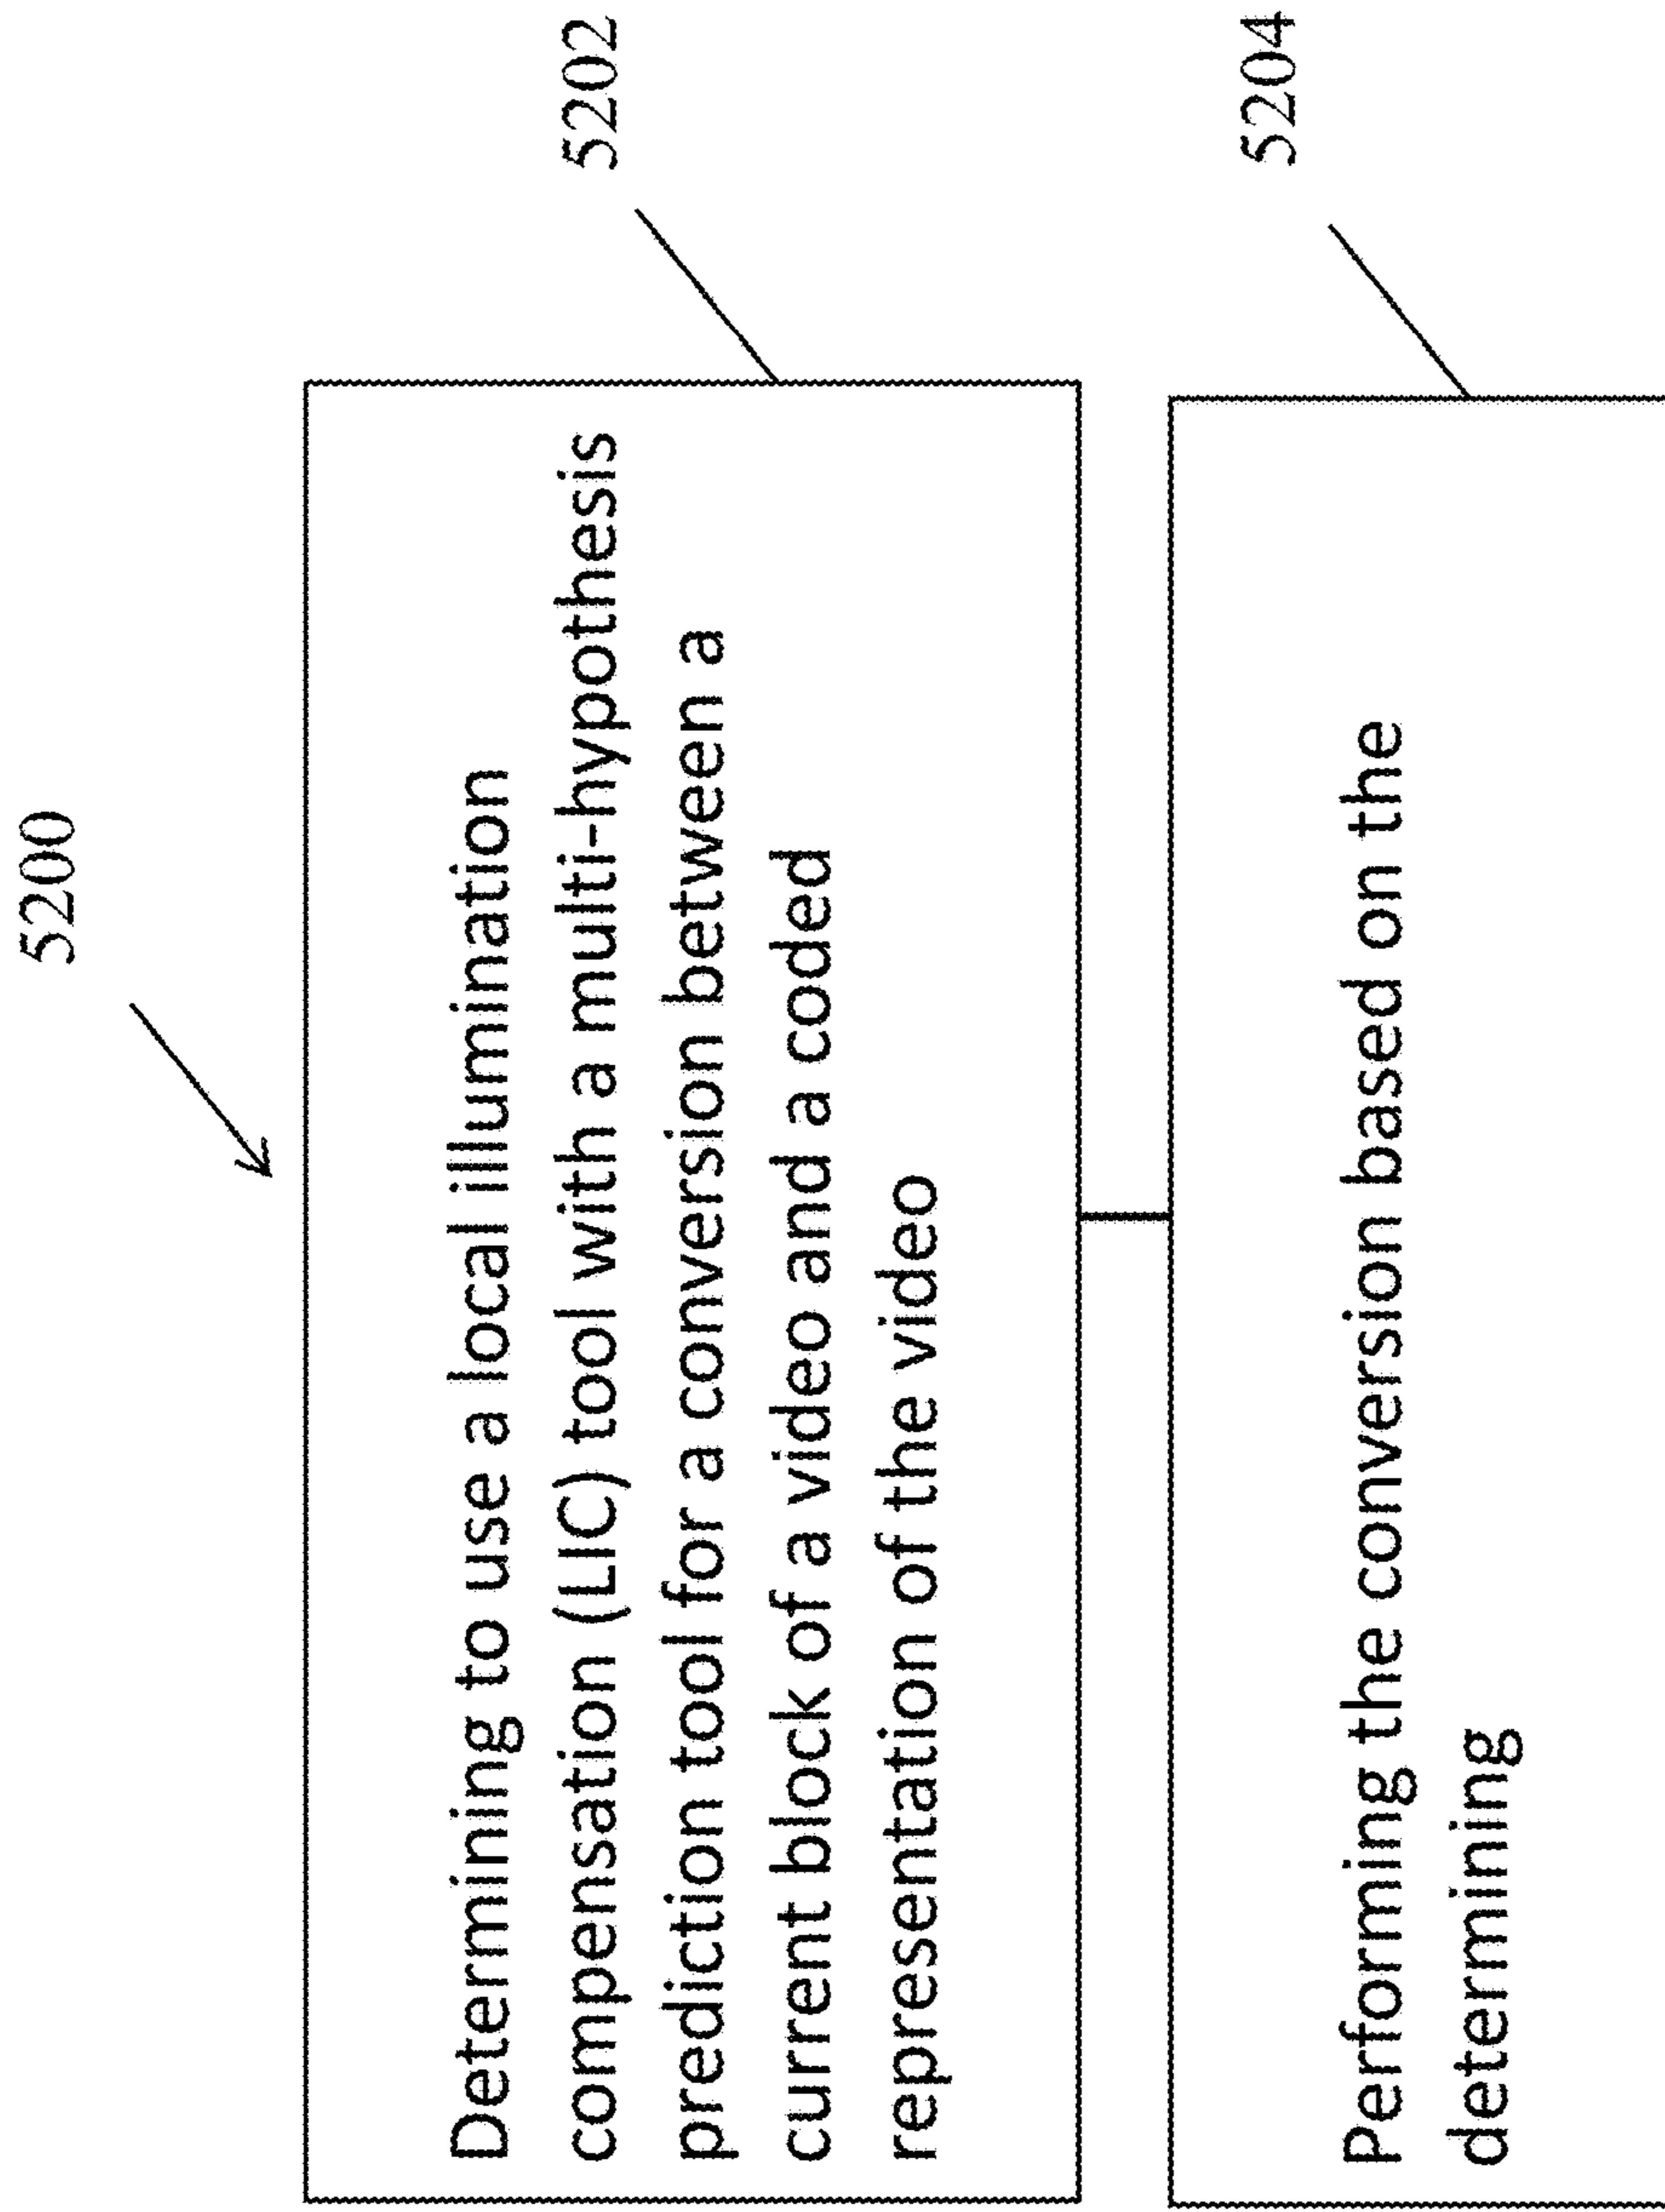 5200
Determining to use a local illumination
compensation (LIC) tool with a multi-hypothesis
prediction tool for a conversion between a
current block of a video and a coded
representation of the video
5202
Performing the conversion based on the
determining
5204